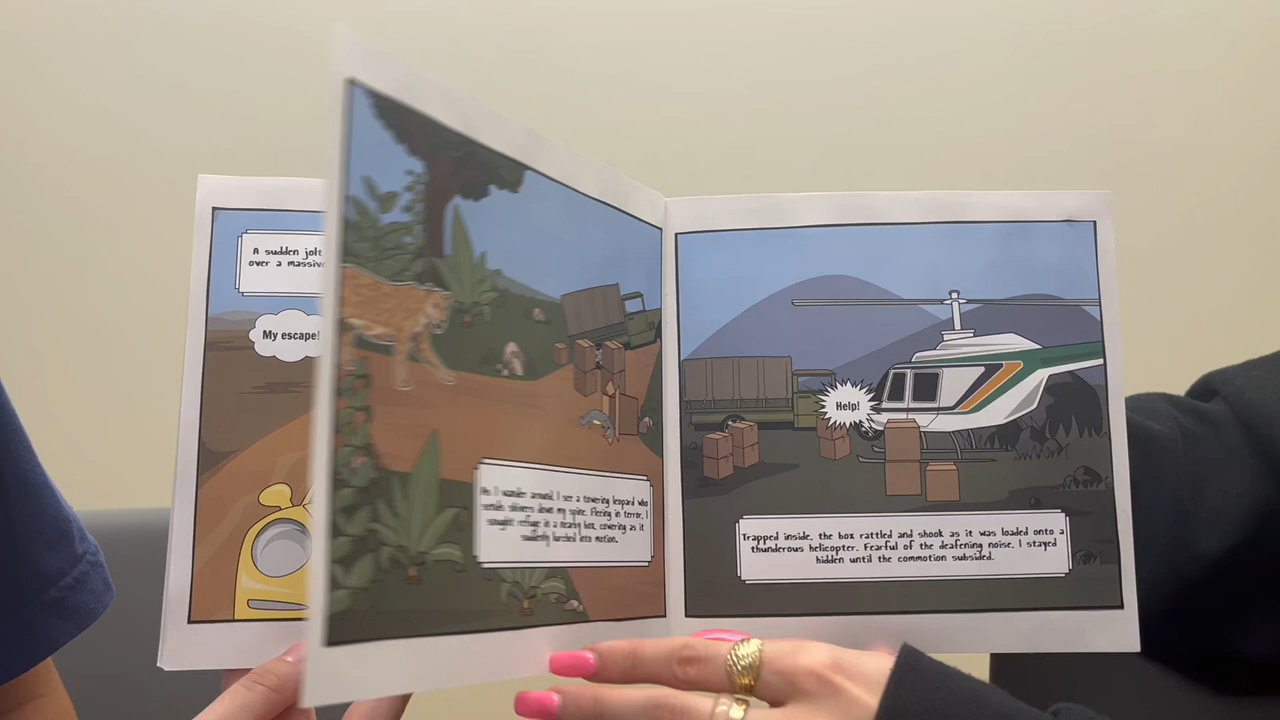 A sudden jolt
over a massive
My escape!
As I wander around, I see a towering leopard who
sends shivers down my spine. Fleeing in terror, I
sought refuge in a nearby box, cowering as it
suddenly lurched into motion.
Help!
Trapped inside, the box rattled and shook as it was loaded onto a
thunderous helicopter. Fearful of the deafening noise, I stayed
hidden until the commotion subsided.